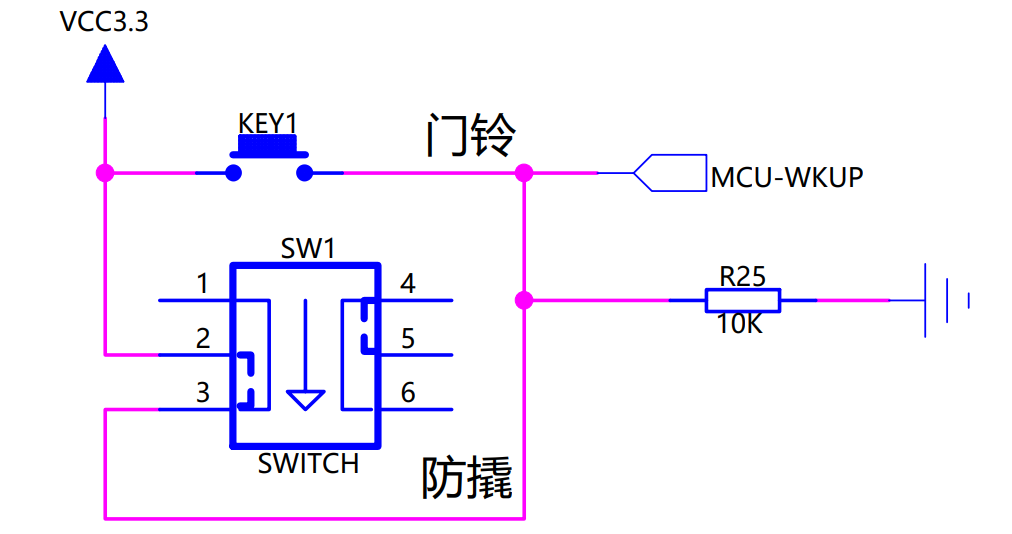 VCC3.3
KEY1
门铃
MCU-WKUP
SW1
1
4
R25
2
5
10K
3
6
SWITCH
防撬